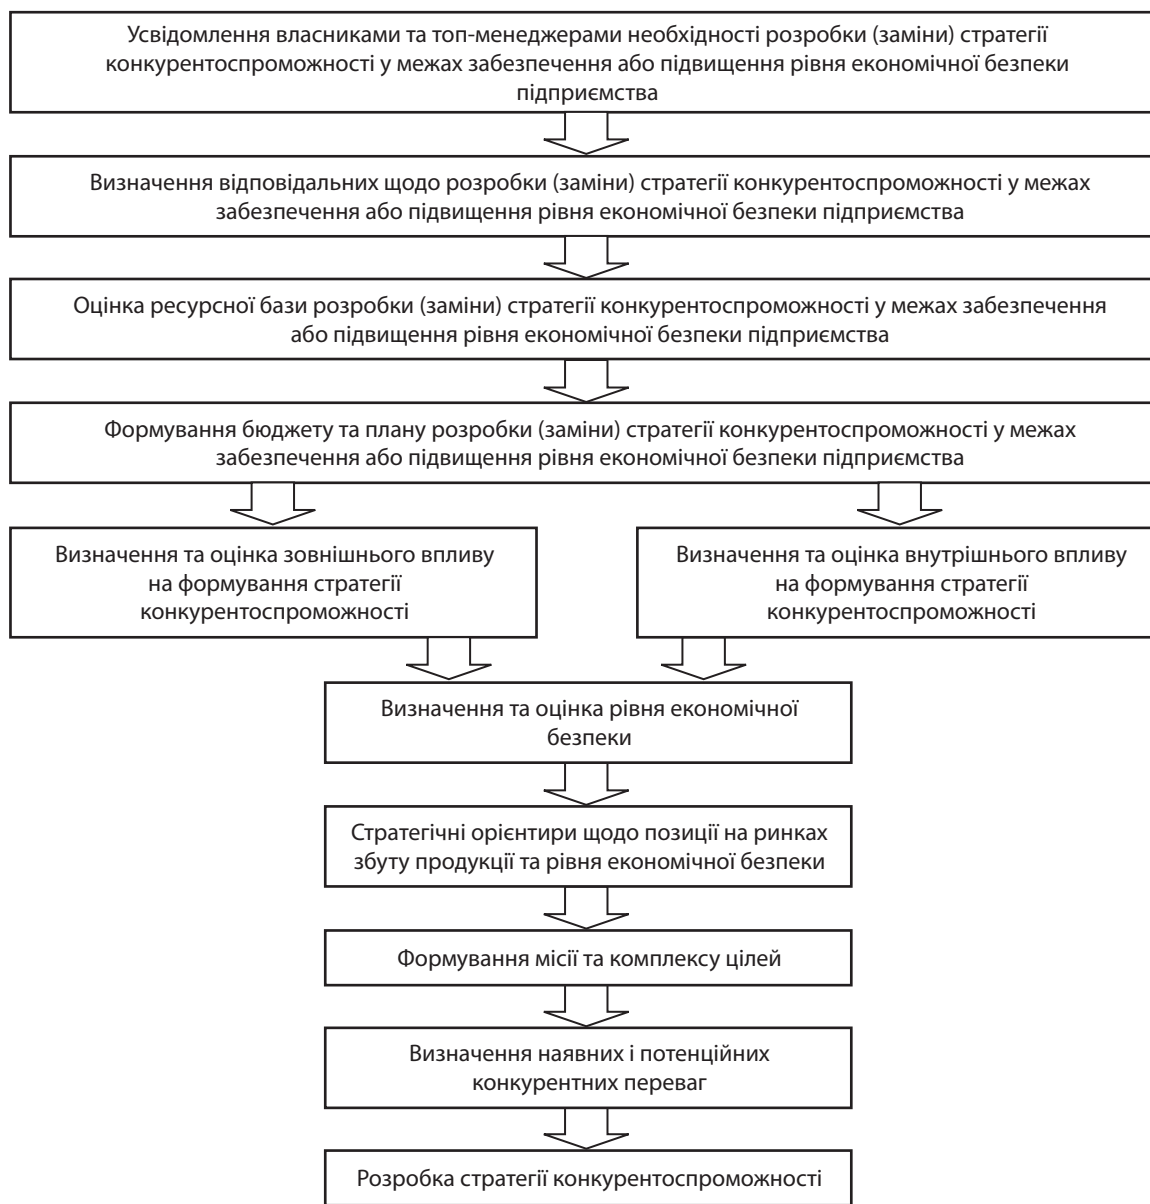 Усвідомлення власниками та топ-менеджерами необхідності розробки (заміни) стратегії
конкурентоспроможності у межах забезпечення або підвищення рівня економічної безпеки
підприємства
Визначення відповідальних щодо розробки (заміни) стратегії конкурентоспроможності у межах
забезпечення або підвищення рівня економічної безпеки підприємства
Оцінка ресурсної бази розробки (заміни) стратегії конкурентоспроможності у межах забезпечення
або підвищення рівня економічної безпеки підприємства
Формування бюджету та плану розробки (заміни) стратегії конкурентоспроможності у межах
забезпечення або підвищення рівня економічної безпеки підприємства
Визначення та оцінка зовнішнього впливу
на формування стратегії
конкурентоспроможності
Визначення та оцінка внутрішнього впливу
на формування стратегії
конкурентоспроможності
Визначення та оцінка рівня економічної
безпеки
Стратегічні орієнтири щодо позиції на ринках
збуту продукції та рівня економічної безпеки
Формування місії та комплексу цілей
Визначення наявних і потенційних
конкурентних переваг
Розробка стратегії конкурентоспроможності